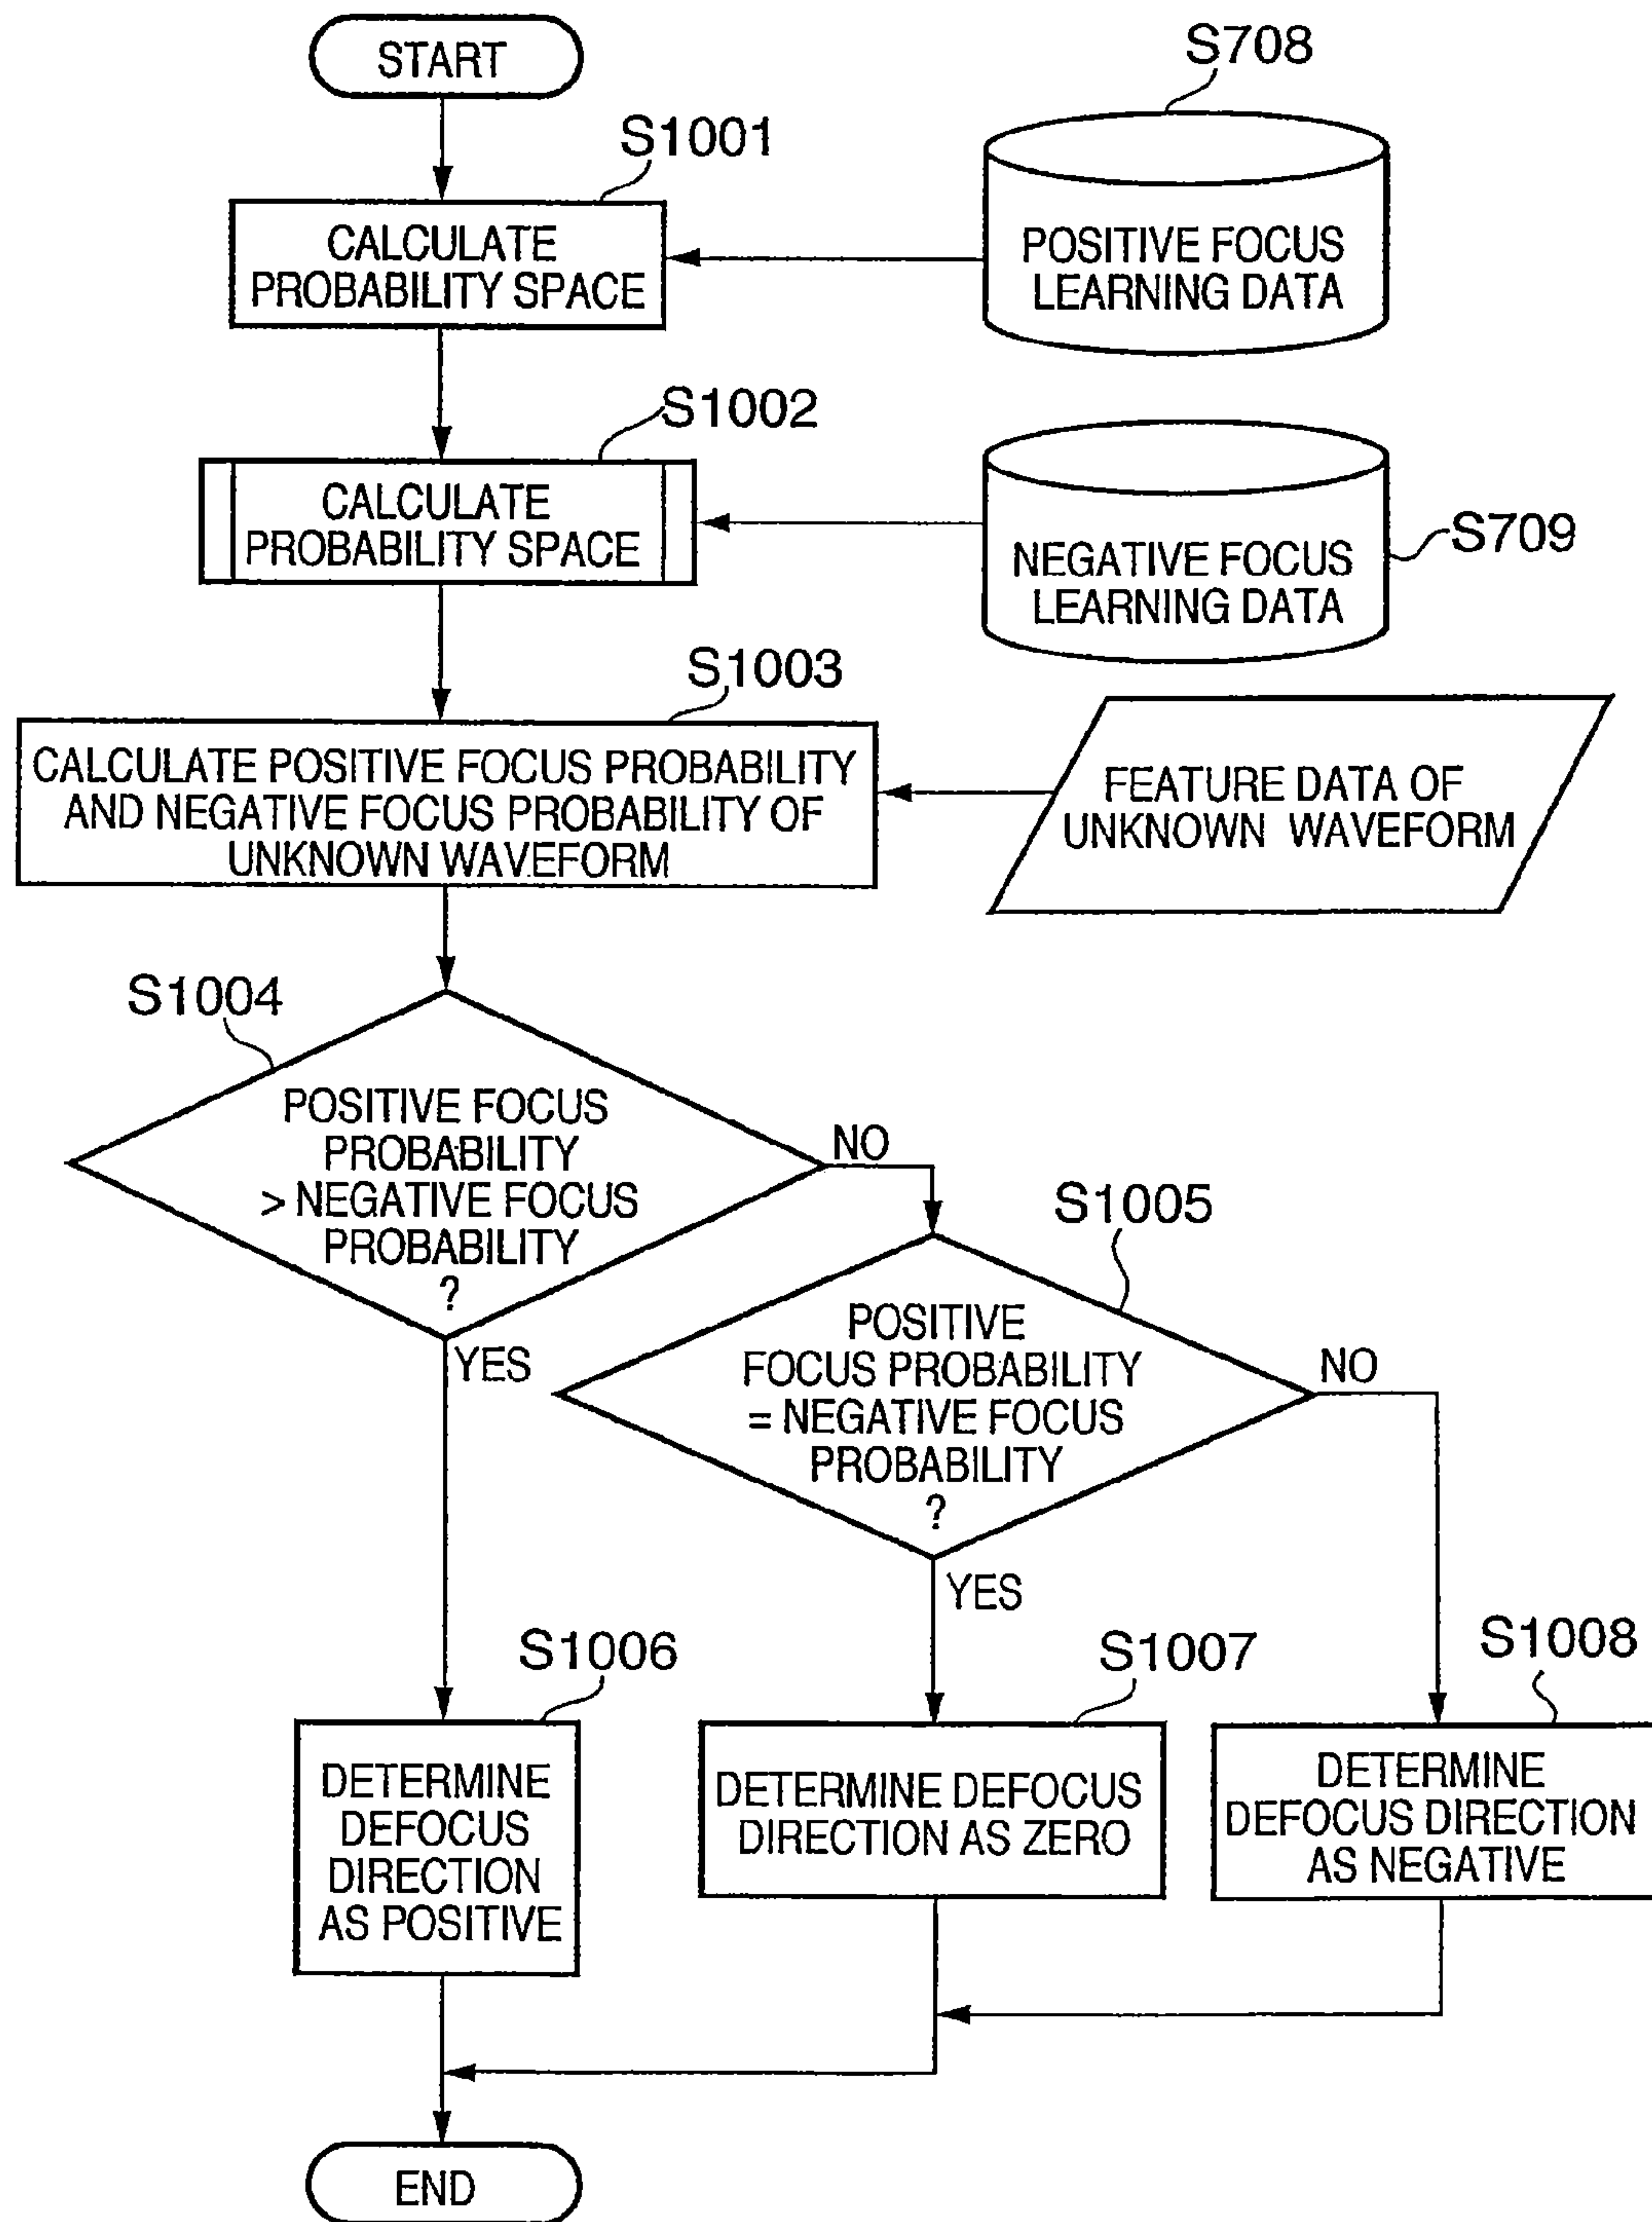 START
S708
S1001
CALCULATE
PROBABILITY SPACE
POSITIVE FOCUS
LEARNING DATA
S1002
CALCULATE
PROBABILITY SPACE
NEGATIVE FOCUS
LEARNING DATA
S709
S1003
CALCULATE POSITIVE FOCUS PROBABILITY
AND NEGATIVE FOCUS PROBABILITY OF
UNKNOWN WAVEFORM
FEATURE DATA OF
UNKNOWN WAVEFORM
S1004
POSITIVE FOCUS
PROBABILITY
> NEGATIVE FOCUS
PROBABILITY
?
NO
YES
S1005
POSITIVE
FOCUS PROBABILITY
= NEGATIVE FOCUS
PROBABILITY
?
NO
YES
S1006
DETERMINE
DEFOCUS
DIRECTION
AS POSITIVE
S1007
DETERMINE DEFOCUS
DIRECTION AS ZERO
S1008
DETERMINE
DEFOCUS DIRECTION
AS NEGATIVE
END